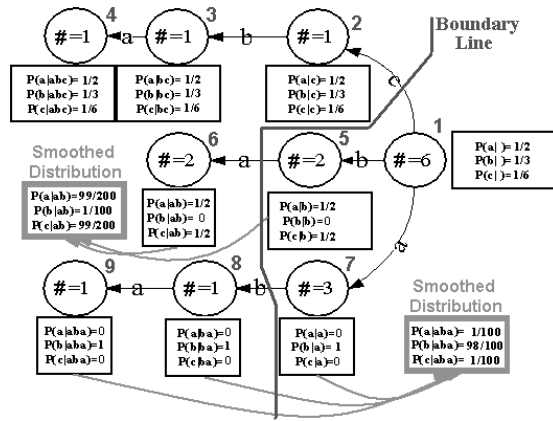 4 3 2 Boundary
#=1 a #=1 b #=1 Line
P(a|abc)= 1/2 P(a|bc)= 1/2 P(a|c)= 1/2 c
P(b|abc)= 1/3 P(b|bc)= 1/3 P(b|c)= 1/3
P(c|abc)= 1/6 P(c|bc)= 1/6 P(c|c)= 1/6
6 5 1
Smoothed #=2 a #=2 b #=6 P(a| )= 1/2
Distribution P(b| )= 1/3
P(c| )= 1/6
P(a|ab)= 99/200 P(a|ab)=1/2 P(a|b)=1/2
P(b|ab)= 1/100 P(b|ab)= 0 P(b|b)=0
P(c|ab)= 99/200 P(c|ab)=1/2 P(c|b)=1/2
a
9 8 7
#=1 a #=1 b #=3 Smoothed
Distribution
P(a|aba)=0 P(a|ba)=0 P(a|a)=0 P(a|aba)= 1/100
P(b|aba)=1 P(b|ba)= 1 P(b|a)= 1 P(b|aba)= 98/100
P(c|aba)=0 P(c|ba)=0 P(c|a)=0 P(c|aba)= 1/100